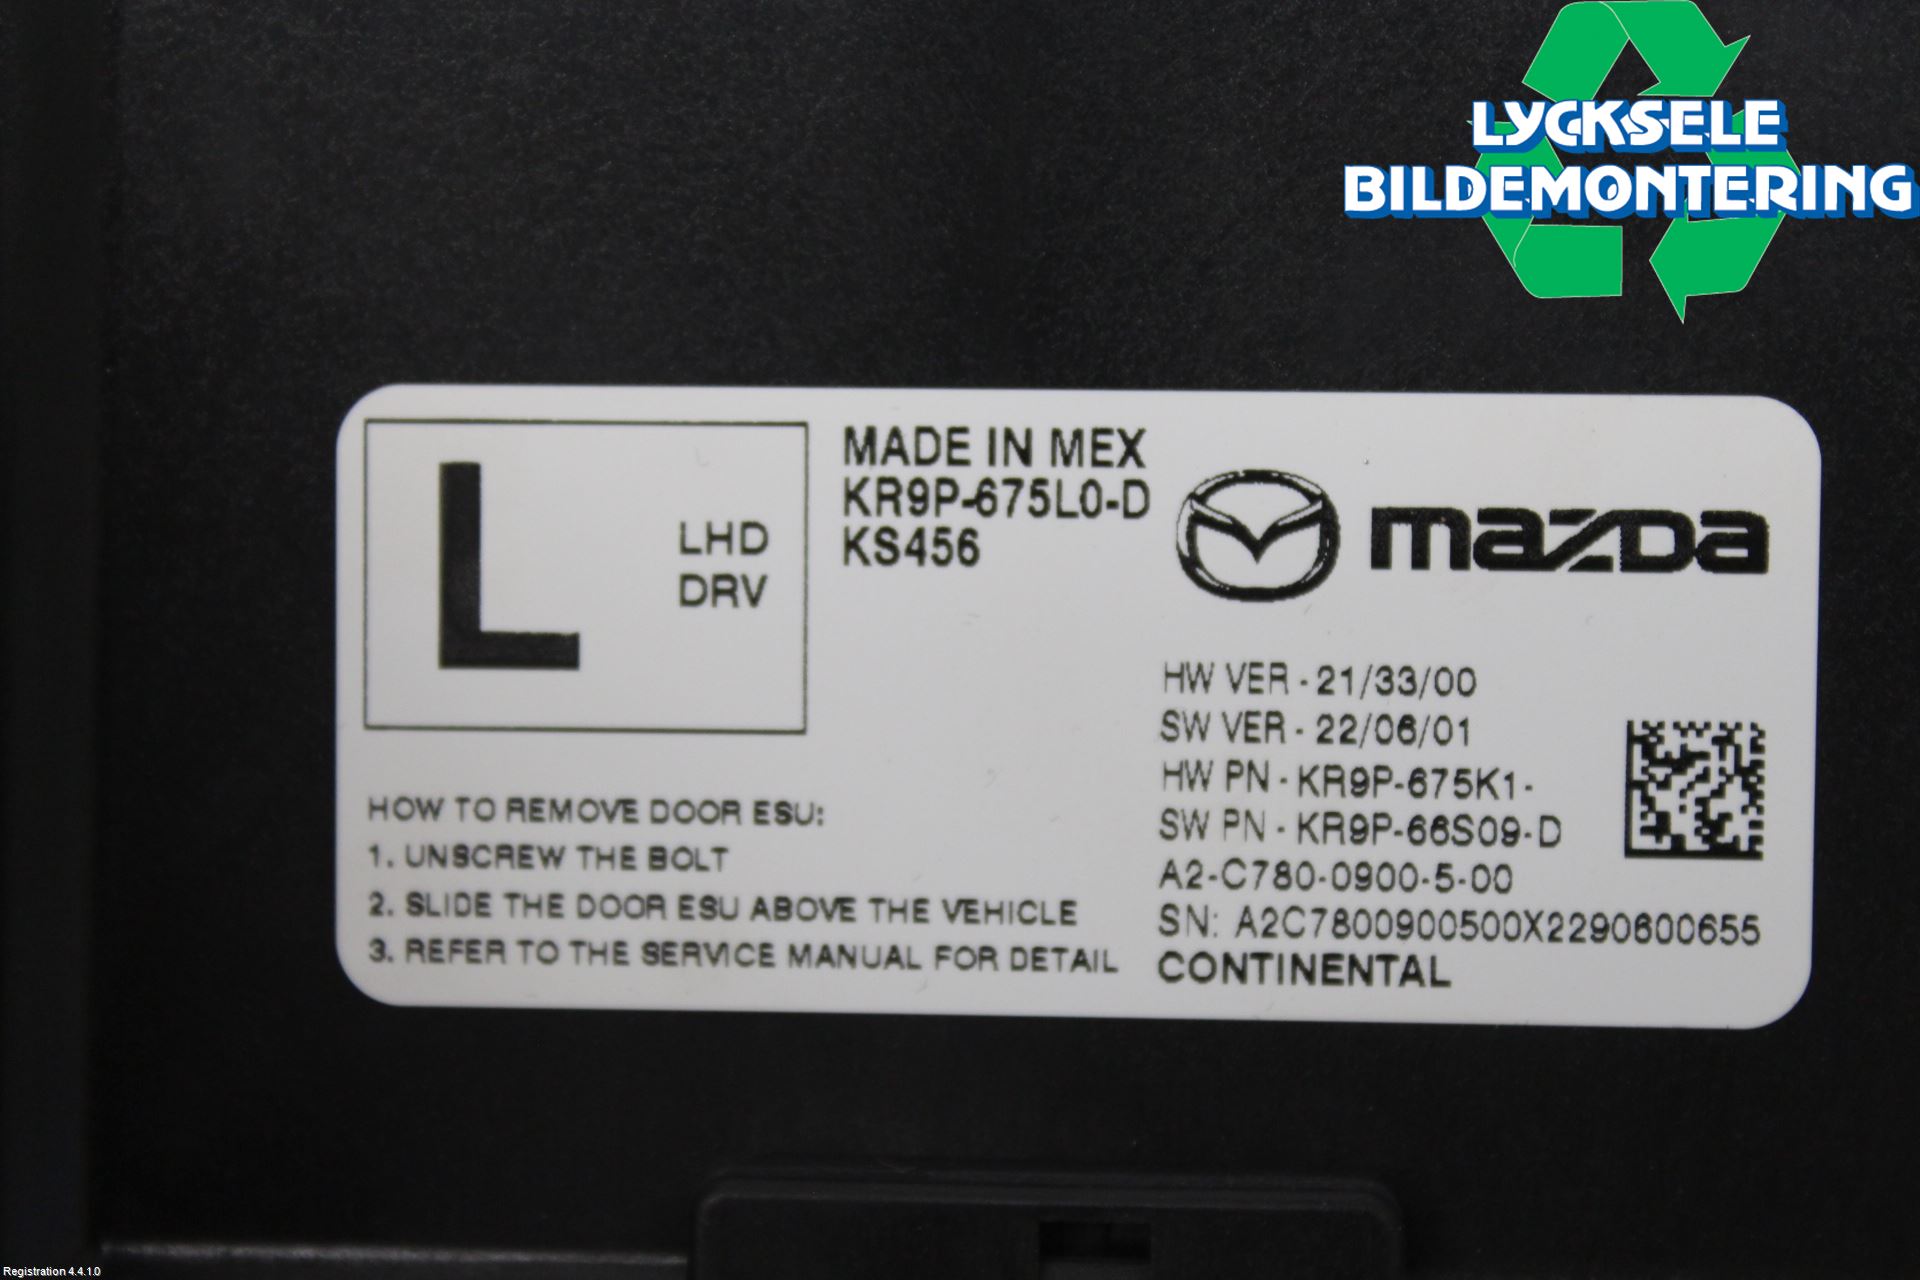 LYCKSELE
BILDEMONTERING
L
LHD
DRV
MADE IN MEX
KR9P-675L0-D
KS456
mazda
HW VER - 21/33/00
SW VER - 22/06/01
HW PN - KR9P-675K1-
SW PN - KR9P-66S09-D
A2-C780-0900-5-00
SN: A2C7800900500X2290600655
CONTINENTAL
HOW TO REMOVE DOOR ESU:
1. UNSCREW THE BOLT
2. SLIDE THE DOOR ESU ABOVE THE VEHICLE
3. REFER TO THE SERVICE MANUAL FOR DETAIL
Registration 4.4.1.0